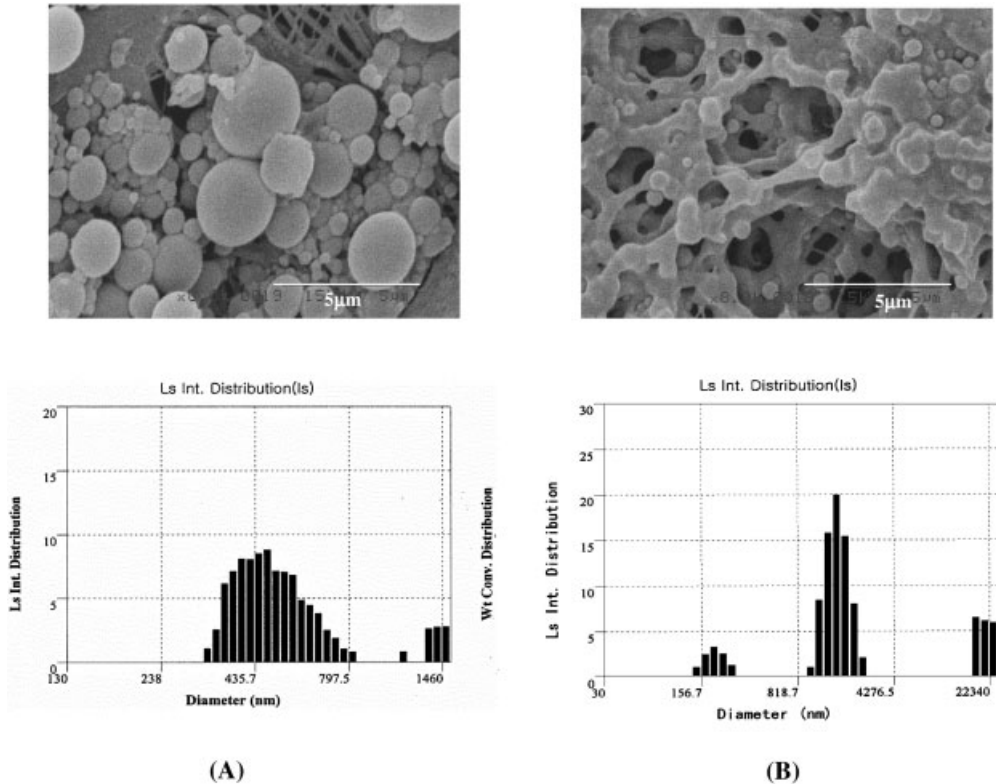 5μm
5μm
Ls Int. Distribution(Is)
20
15
10
5
0
Ls Int. Distribution
130
238
435.7
797.5
1460
Diameter (nm)
Wt Conv. Distribution
Ls Int. Distribution(Is)
30
25
20
15
10
5
0
Ls Int. Distribution
30
156.7
818.7
4276.5
22340
Diameter (nm)
(A)
(B)